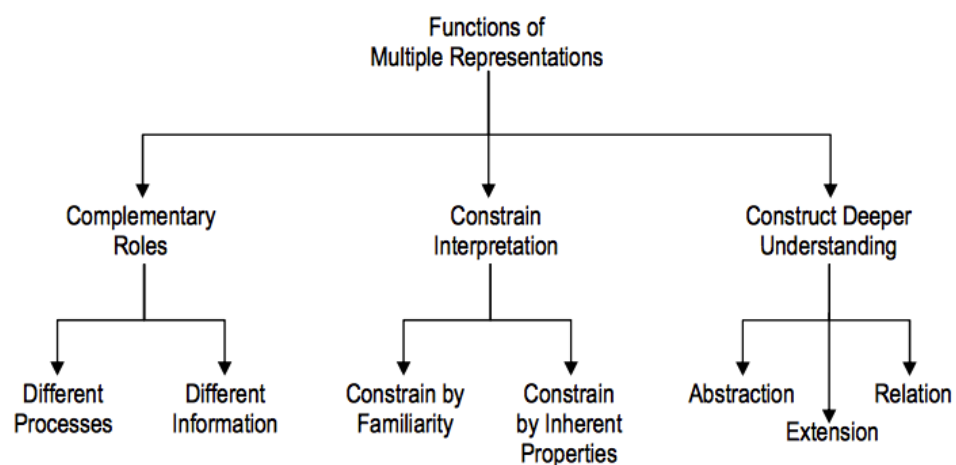 Functions of
Multiple Representations
Complementary
Roles
Constrain
Interpretation
Construct Deeper
Understanding
Different
Processes
Different
Information
Constrain by
Familiarity
Constrain
by Inherent
Properties
Abstraction
Extension
Relation